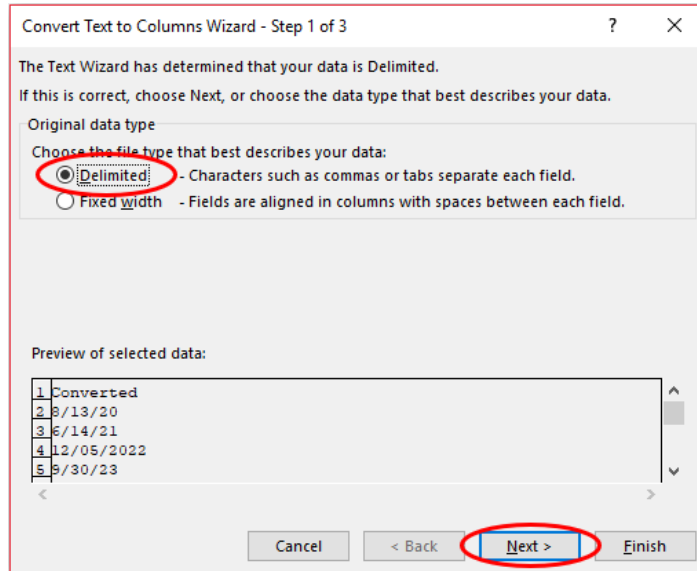 Convert Text to Columns Wizard - Step 1 of 3 ? ×
The Text Wizard has determined that your data is Delimited.
If this is correct, choose Next, or choose the data type that best describes your data.
Original data type
Choose the file type that best describes your data:
Delimited - Characters such as commas or tabs separate each field.
Fixed width - Fields are aligned in columns with spaces between each field.
Preview of selected data:
1 Converted
2 8/13/20
3 6/14/21
4 12/05/2022
5 9/30/23
Cancel < Back Next > Finish